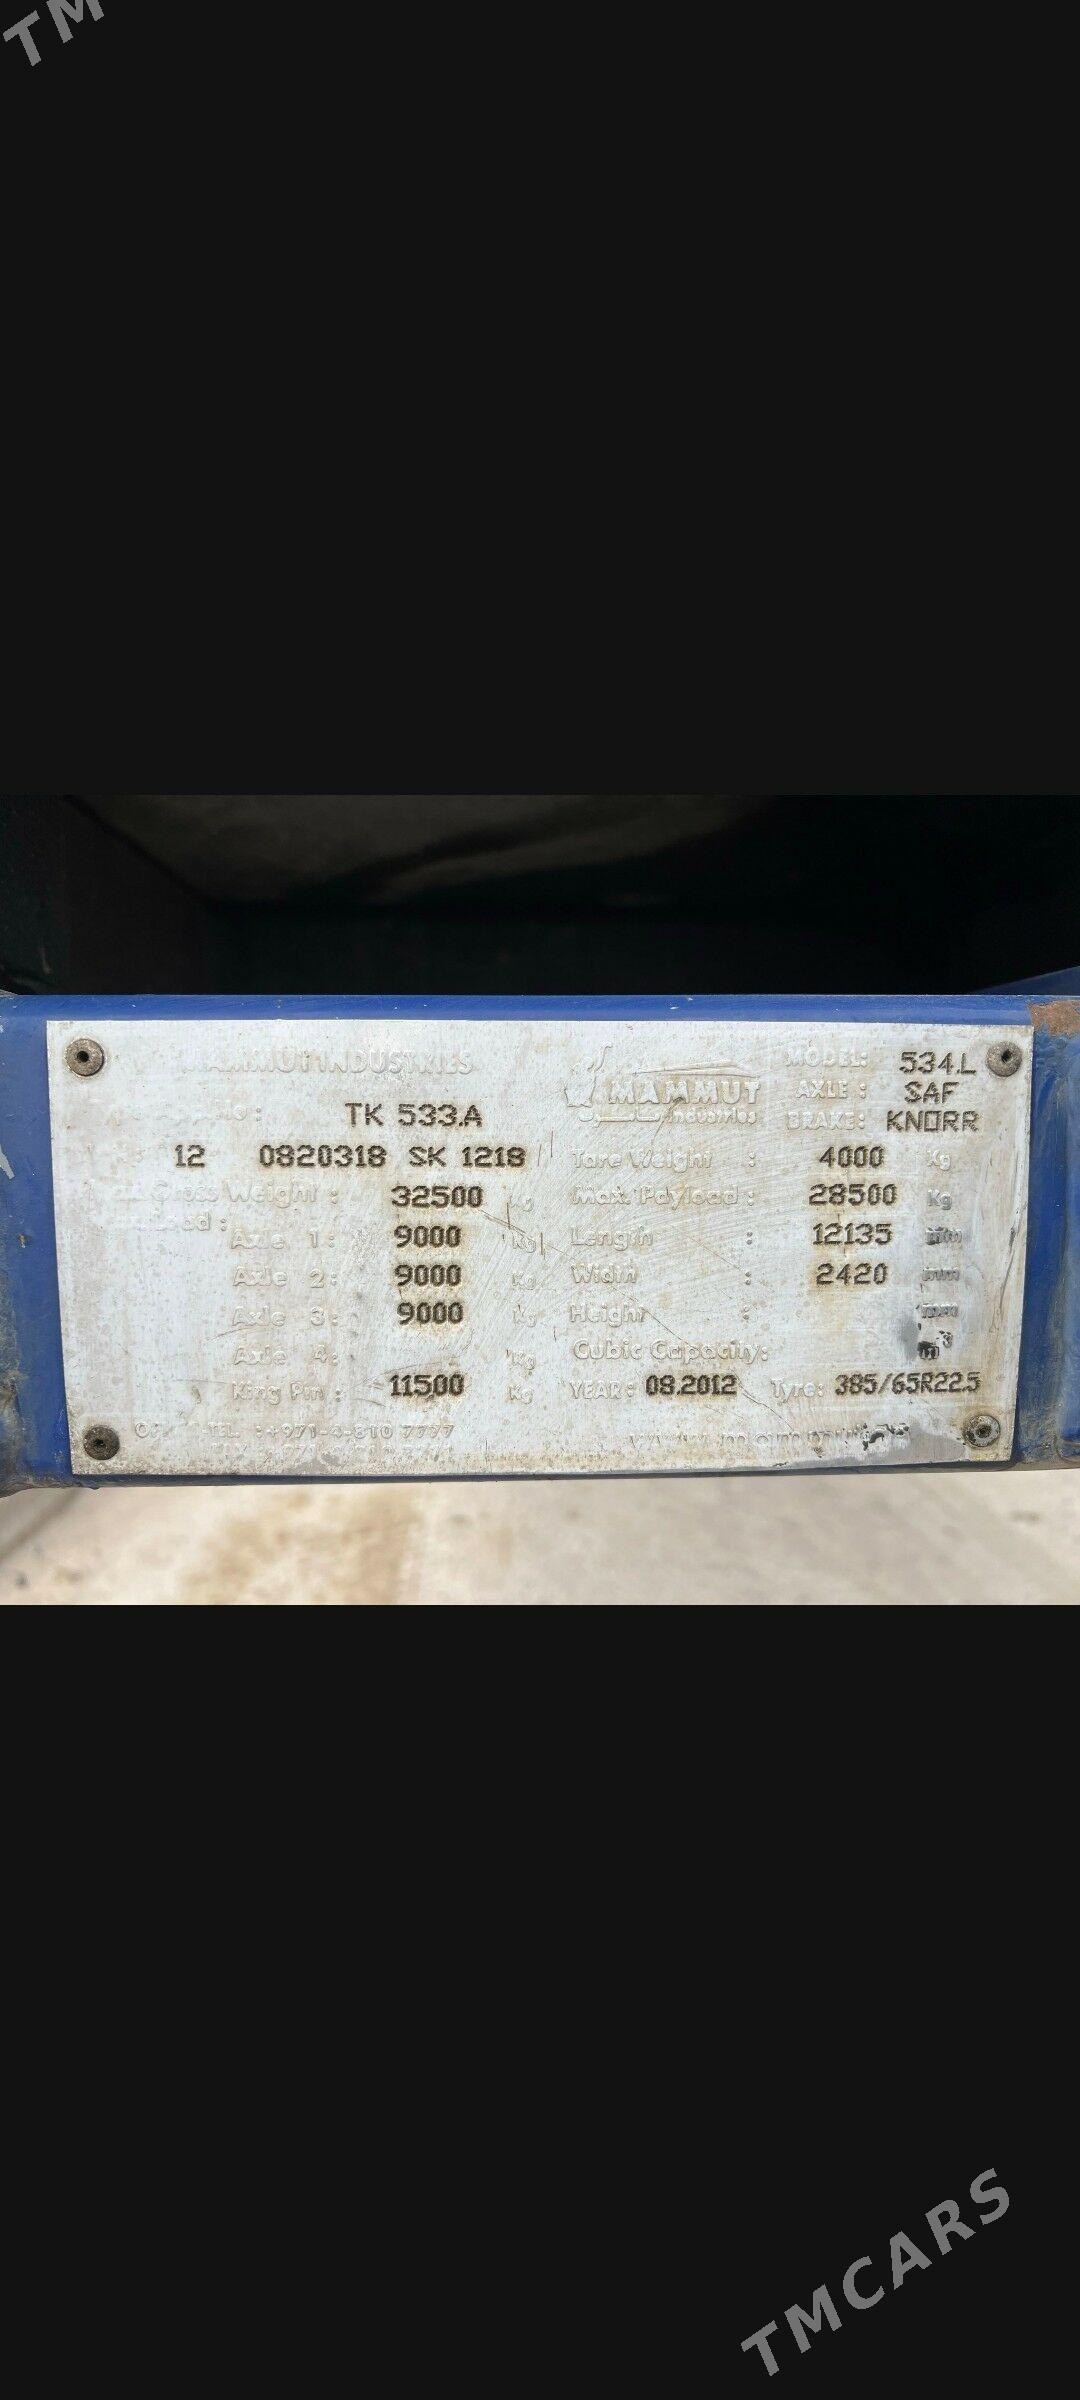 TM
MAMMUT INDUSTRIES
MAMMUT
Industries
MODEL: 534.L
AXLE : SAF
BRAKE: KNORR
TK 533.A
12 0820318 SK 1218
Gross Weight : 32500 Kg
Axle 1: 9000 Kg
Axle 2: 9000 Kg
Axle 3: 9000 Kg
Axle 4: Kg
King Pin : 11500 Kg
Tare Weight : 4000 Kg
Max. Payload : 28500 Kg
Length : 12135 mm
Width : 2420 mm
Height : mm
Cubic Capacity: m³
YEAR: 08.2012 Tyre: 385/65R22.5
TEL. : +971-4-810 7777
TMCARS